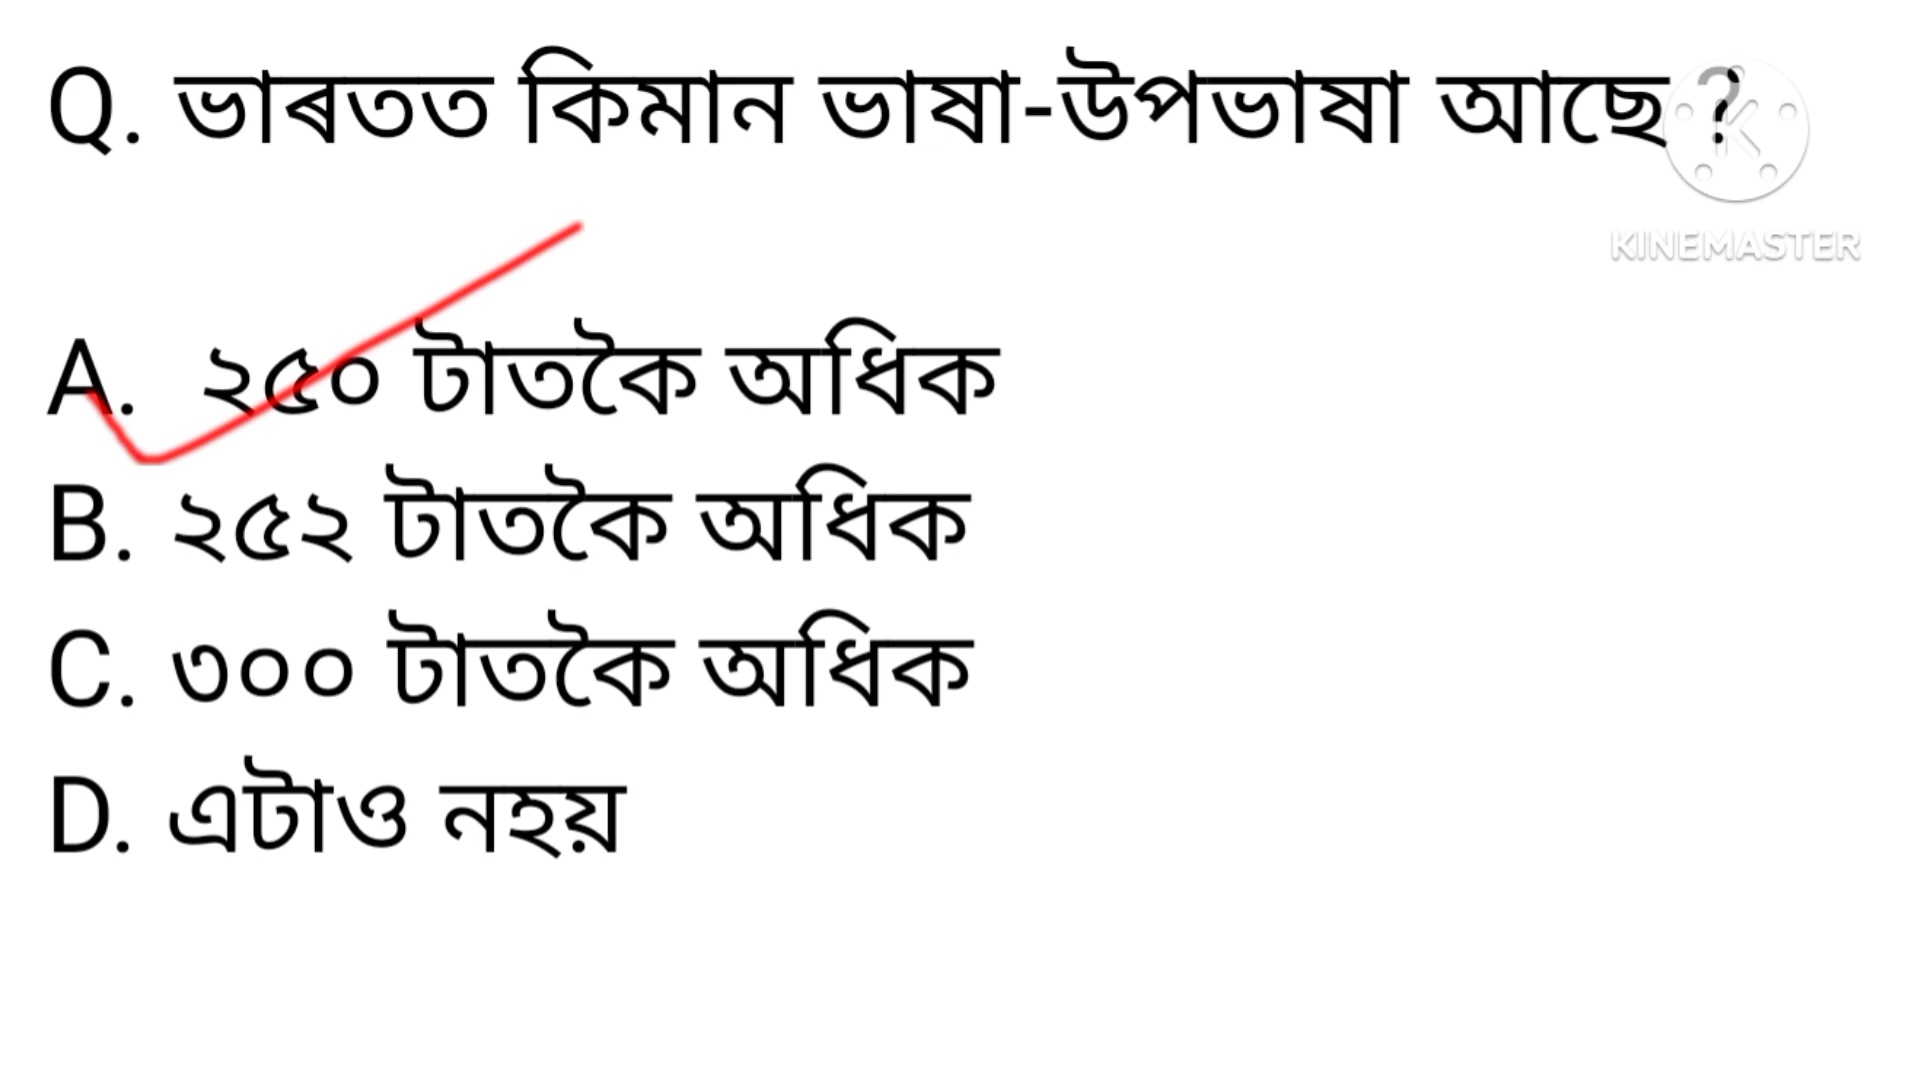 Q. ভাৰতত কিমান ভাষা-উপভাষা আছে ?
KINEMASTER
A. ২৫০ টাতকৈ অধিক
B. ২৫২ টাতকৈ অধিক
C. ৩০০ টাতকৈ অধিক
D. এটাও নহয়